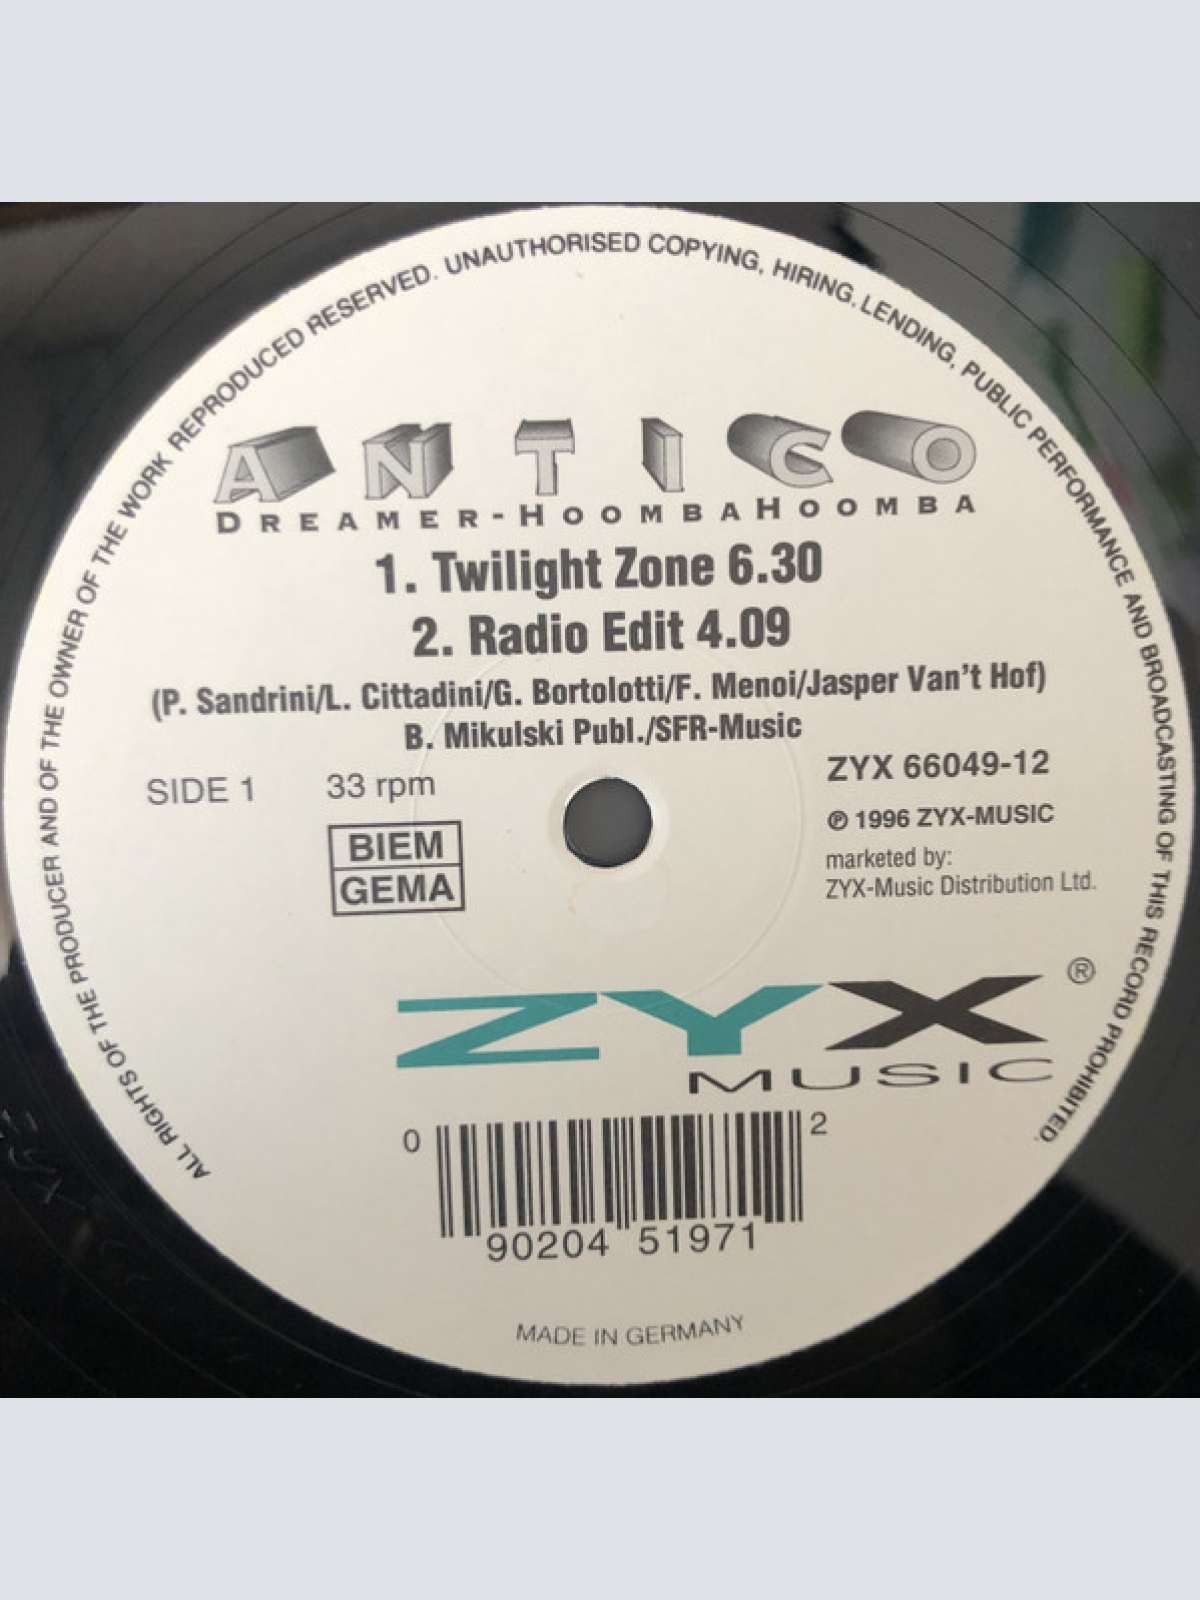 ALL RIGHTS OF THE PRODUCER AND OF THE OWNER OF THE WORK REPRODUCED RESERVED. UNAUTHORISED COPYING, HIRING, LENDING, PUBLIC PERFORMANCE AND BROADCASTING OF THIS RECORD PROHIBITED.
ANTICO
DREAMER-HOOMBAHOOMBA
1. Twilight Zone 6.30
2. Radio Edit 4.09
(P. Sandrini/L. Cittadini/G. Bortolotti/F. Menoi/Jasper Van't Hof)
B. Mikulski Publ./SFR-Music
SIDE 1 33 rpm
BIEM
GEMA
ZYX 66049-12
℗ 1996 ZYX-MUSIC
marketed by:
ZYX-Music Distribution Ltd.
ZYX ®
MUSIC
0 90204 51971 2
MADE IN GERMANY